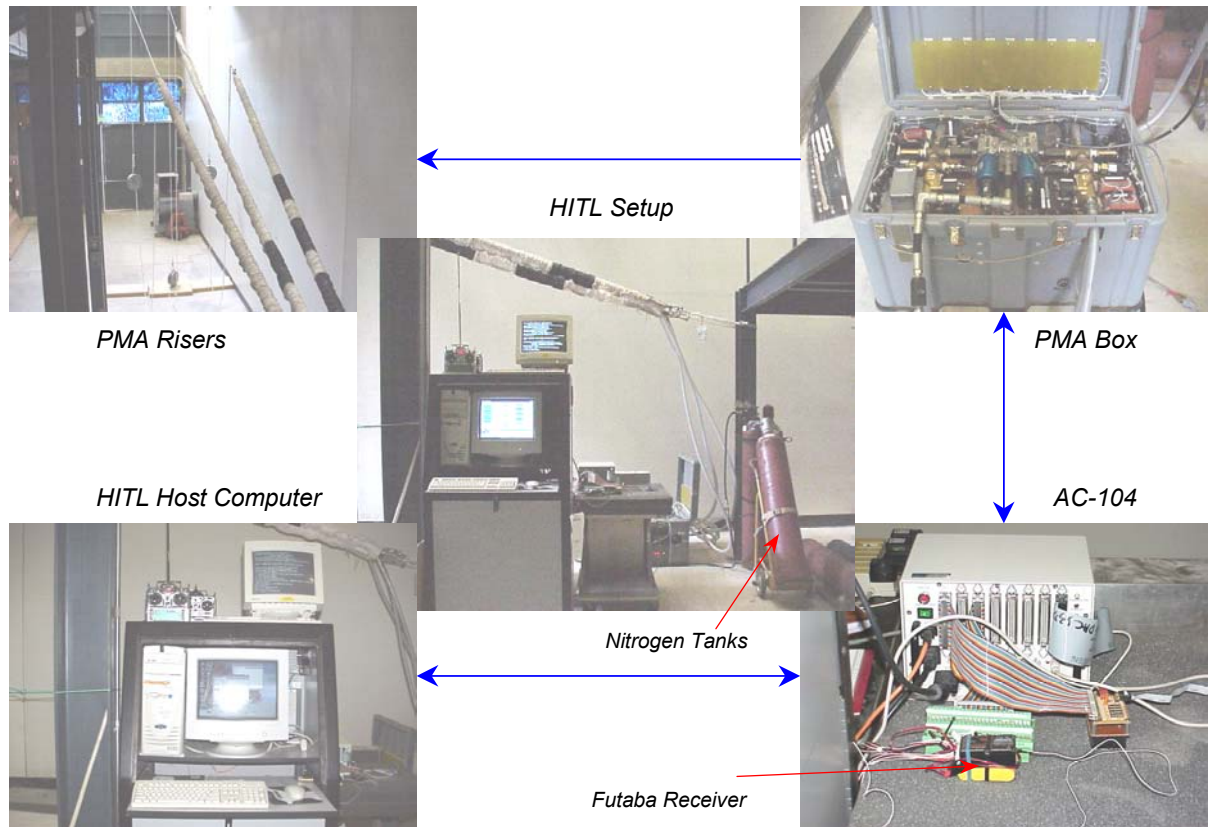 HITL Setup
PMA Risers
PMA Box
HITL Host Computer
AC-104
Nitrogen Tanks
Futaba Receiver